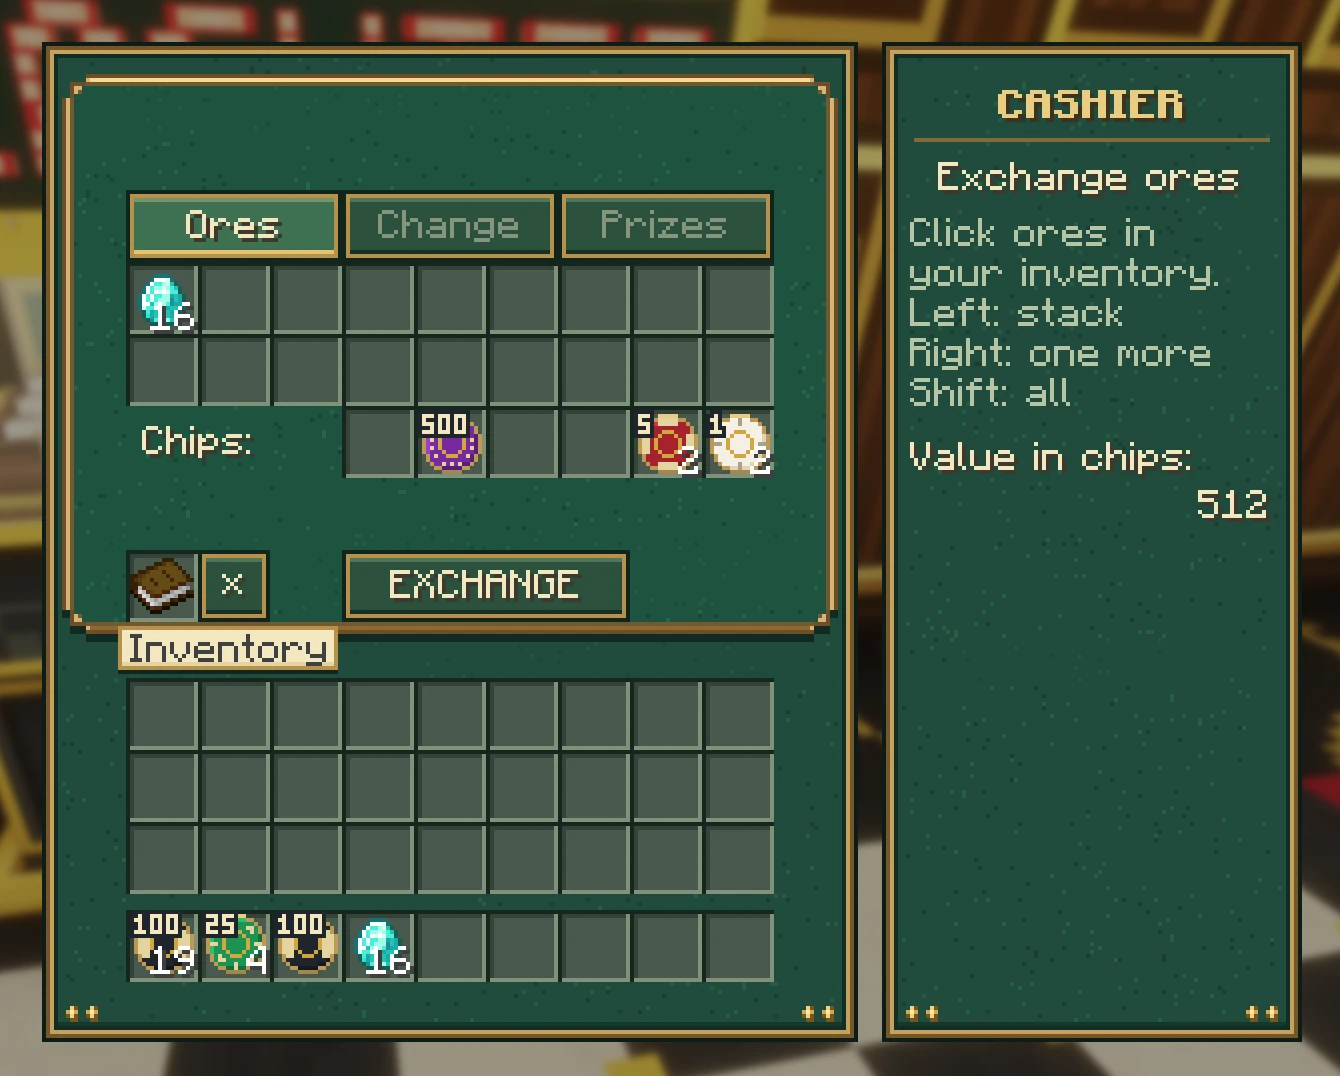 CASHIER
Exchange ores
Click ores in
your inventory.
Left: stack
Right: one more
Shift: all
Value in chips:
512
Ores Change Prizes
16
Chips: 500 5 2 1 2
x EXCHANGE
Inventory
100 19 25 4 100 16